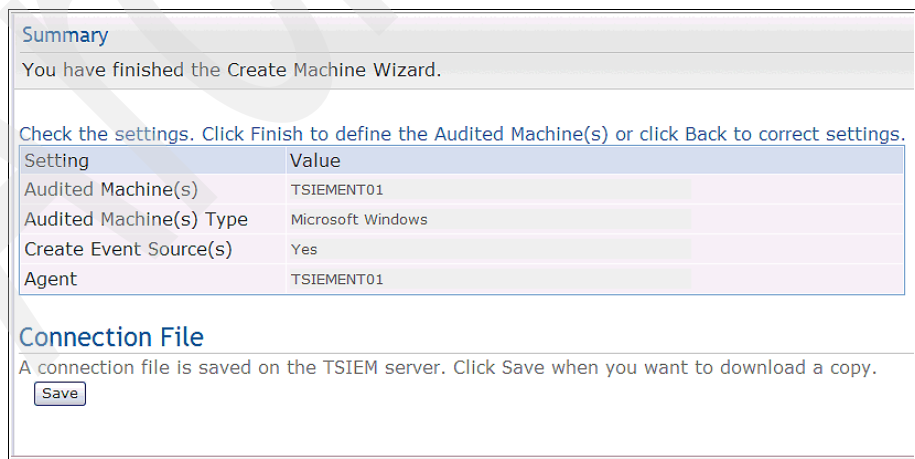 Summary
You have finished the Create Machine Wizard.
Check the settings. Click Finish to define the Audited Machine(s) or click Back to correct settings.
Setting Value
Audited Machine(s) TSIEMENT01
Audited Machine(s) Type Microsoft Windows
Create Event Source(s) Yes
Agent TSIEMENT01
Connection File
A connection file is saved on the TSIEM server. Click Save when you want to download a copy.
Save